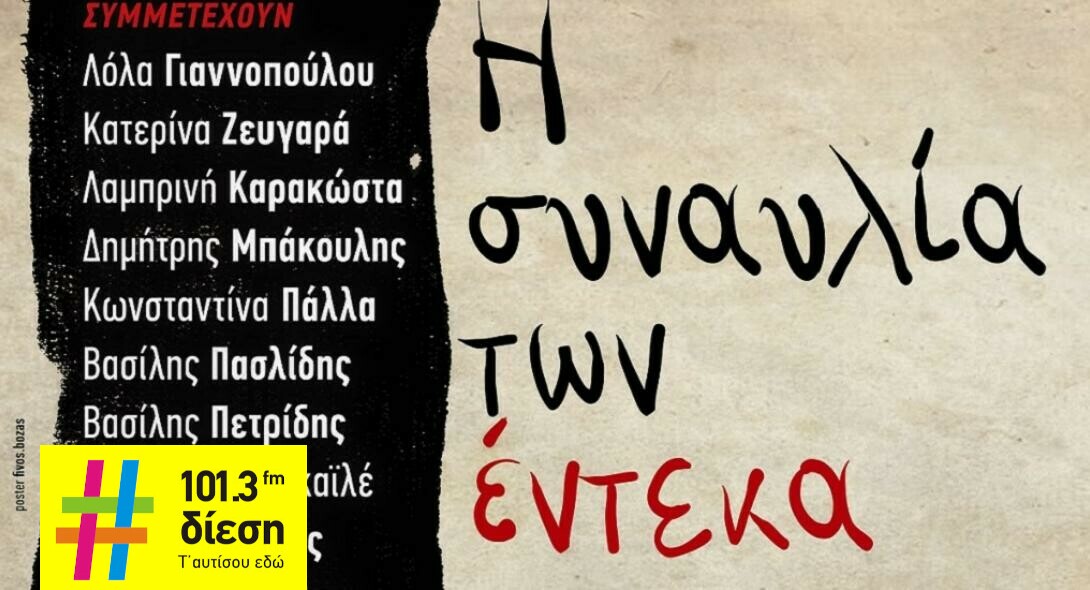 ΣΥΜΜΕΤΕΧΟΥΝ
Λόλα Γιαννοπούλου
Κατερίνα Ζευγαρά
Λαμπρινή Καρακώστα
Δημήτρης Μπάκουλης
Κωνσταντίνα Πάλλα
Βασίλης Πασλίδης
Βασίλης Πετρίδης
poster fivos.bozas
101.3 fm
δίεση
Τ'αυτίσου εδώ
Η
συναυλία
των
έντεκα